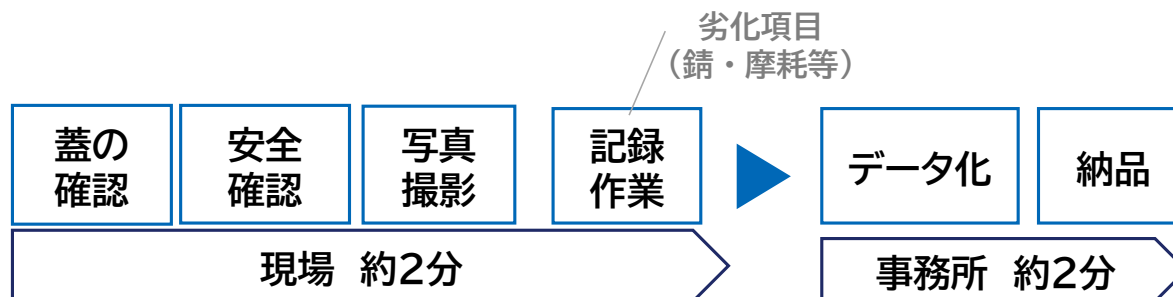 劣化項目
（錆・摩耗等）
蓋の
確認
安全
確認
写真
撮影
記録
作業
データ化
納品
現場 約2分
事務所 約2分